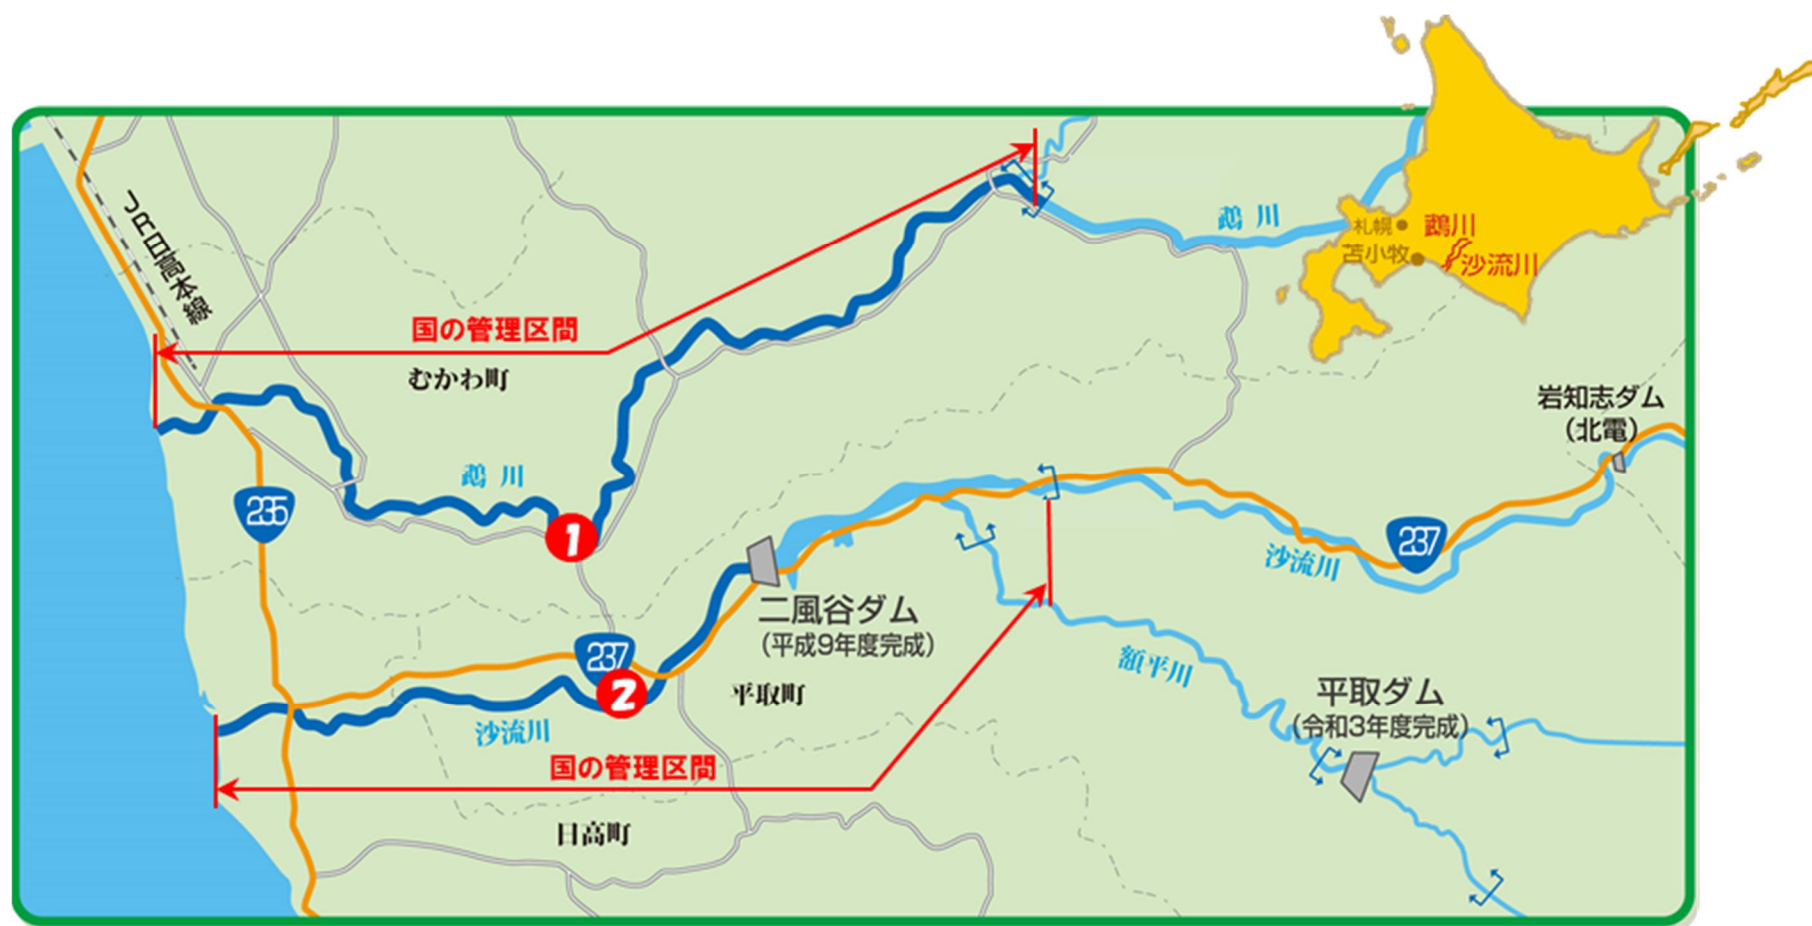 札幌
鵡川
苫小牧
沙流川
JR日高本線
鵡川
国の管理区間
むかわ町
岩知志ダム
（北電）
鵡川
235
1
237
沙流川
二風谷ダム
（平成9年度完成）
237
2
平取町
額平川
平取ダム
（令和3年度完成）
沙流川
国の管理区間
日高町